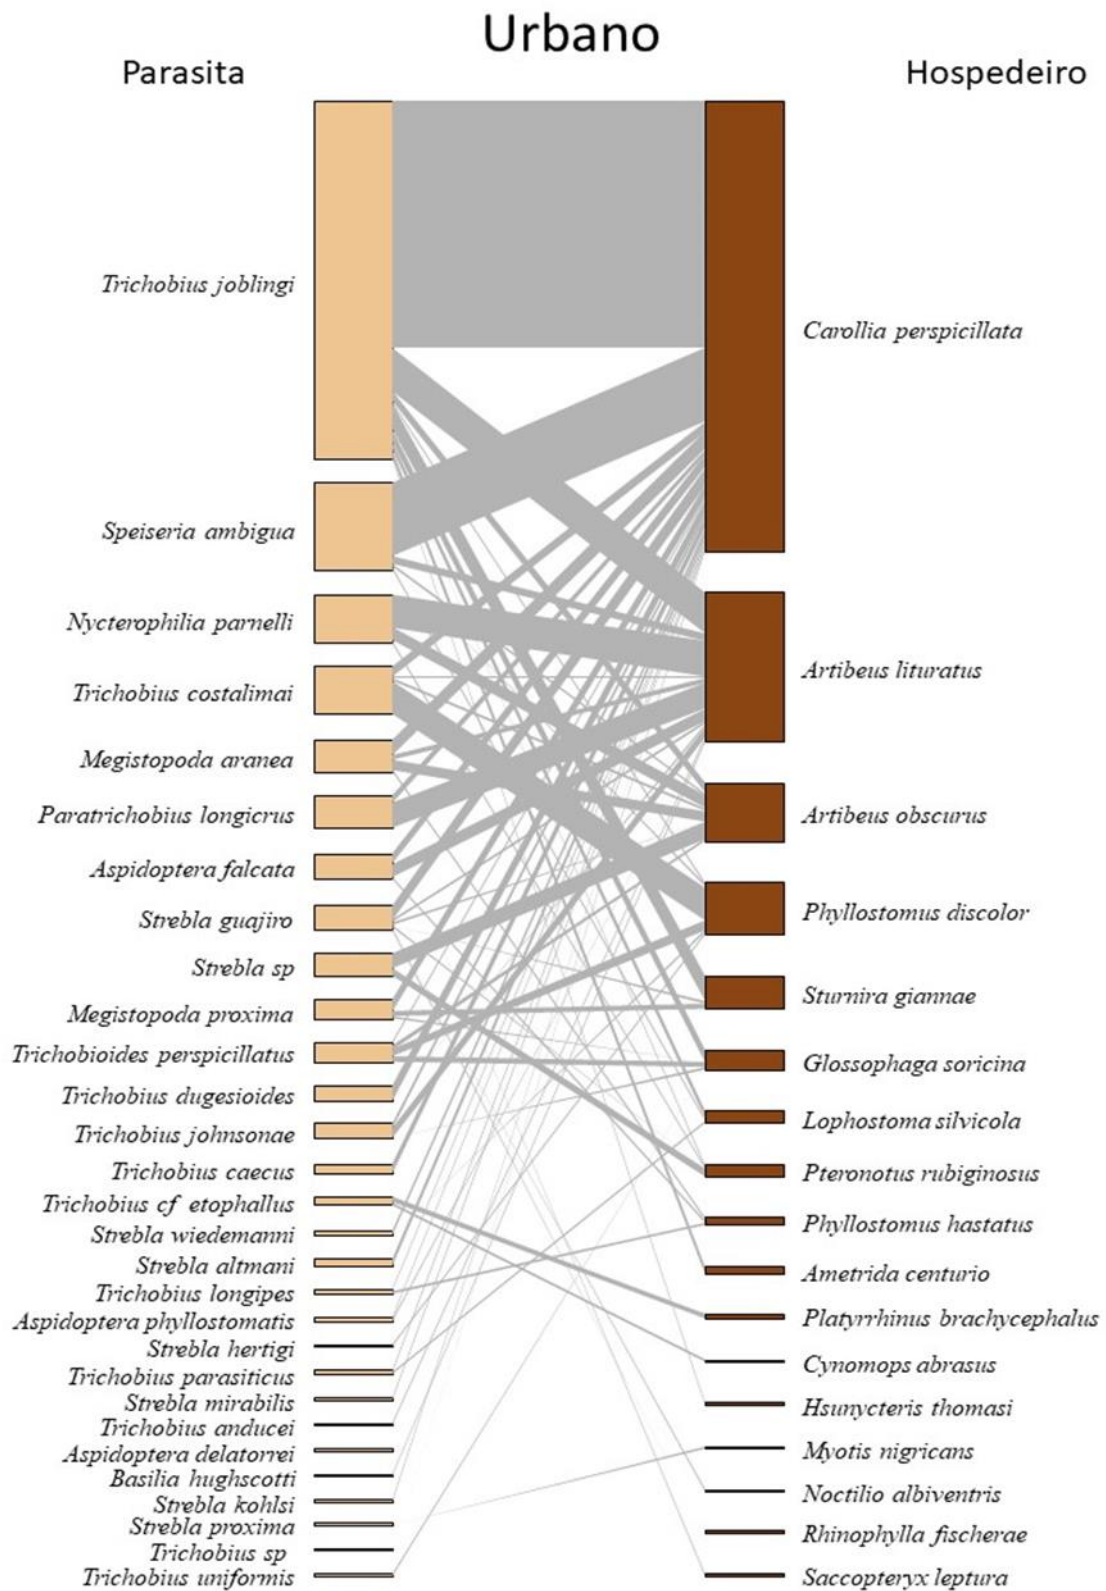 Urbano
Parasita
Hospedeiro
Trichobius joblingi
Speiseria ambigua
Nycterophilia parnelli
Trichobius costalimai
Megistopoda aranea
Paratrichobius longicrus
Aspidoptera falcata
Strebla guajiro
Strebla sp
Megistopoda proxima
Trichobioides perspicillatus
Trichobius dugesioides
Trichobius johnsonae
Trichobius caecus
Trichobius cf etophallus
Strebla wiedemanni
Strebla altmani
Trichobius longipes
Aspidoptera phyllostomatis
Strebla hertigi
Trichobius parasiticus
Strebla mirabilis
Trichobius anducei
Aspidoptera delatorrei
Basilia hughscotti
Strebla kohlsi
Strebla proxima
Trichobius sp
Trichobius uniformis
Carollia perspicillata
Artibeus lituratus
Artibeus obscurus
Phyllostomus discolor
Sturnira giannae
Glossophaga soricina
Lophostoma silvicola
Pteronotus rubiginosus
Phyllostomus hastatus
Ametrida centurio
Platyrrhinus brachycephalus
Cynomops abrasus
Hsunycteris thomasi
Myotis nigricans
Noctilio albiventris
Rhinophylla fischerae
Saccopteryx leptura